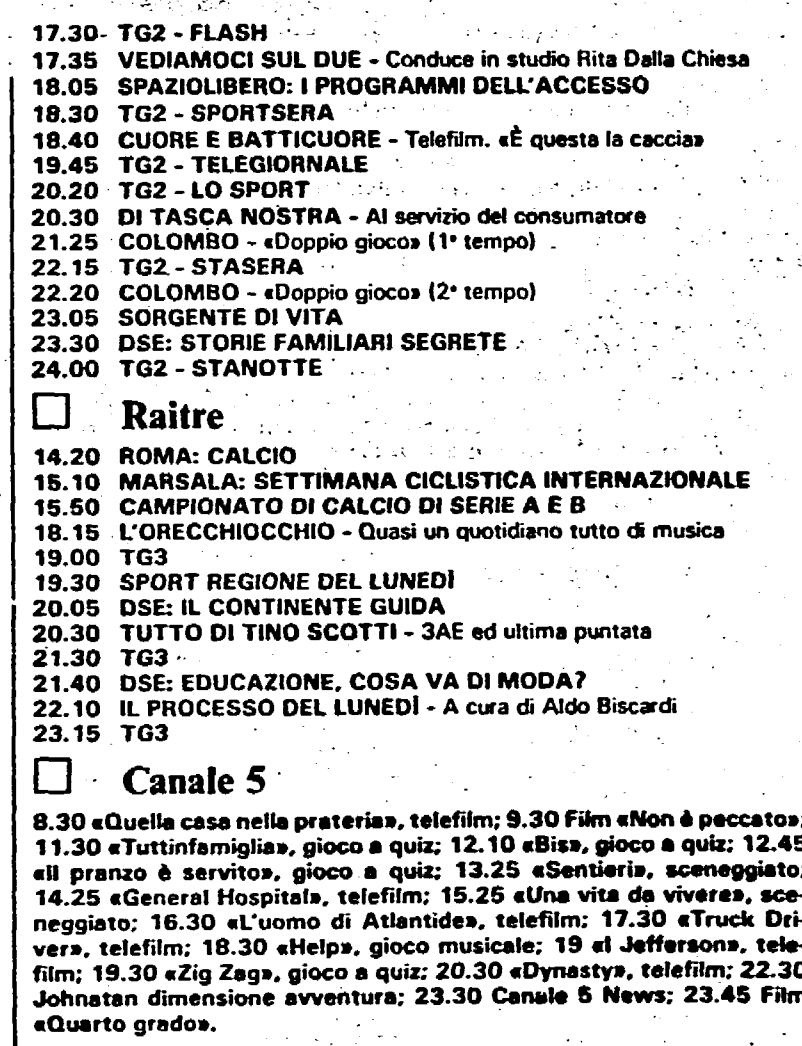 17.30- TG2 - FLASH
17.35 VEDIAMOCI SUL DUE - Conduce in studio Rita Dalla Chiesa
18.05 SPAZIOLIBERO: I PROGRAMMI DELL'ACCESSO
18.30 TG2 - SPORTSERA
18.40 CUORE E BATTICUORE - Telefilm. «È questa la caccia»
19.45 TG2 - TELEGIORNALE
20.20 TG2 - LO SPORT
20.30 DI TASCA NOSTRA - Al servizio del consumatore
21.25 COLOMBO - «Doppio gioco» (1° tempo)
22.15 TG2 - STASERA
22.20 COLOMBO - «Doppio gioco» (2° tempo)
23.05 SORGENTE DI VITA
23.30 DSE: STORIE FAMILIARI SEGRETE
24.00 TG2 - STANOTTE
□ Raitre
14.20 ROMA: CALCIO
15.10 MARSALA: SETTIMANA CICLISTICA INTERNAZIONALE
15.50 CAMPIONATO DI CALCIO DI SERIE A E B
18.15 L'ORECCHIOCCHIO - Quasi un quotidiano tutto di musica
19.00 TG3
19.30 SPORT REGIONE DEL LUNEDÌ
20.05 DSE: IL CONTINENTE GUIDA
20.30 TUTTO DI TINO SCOTTI - 3AE ed ultima puntata
21.30 TG3
21.40 DSE: EDUCAZIONE, COSA VA DI MODA?
22.10 IL PROCESSO DEL LUNEDÌ - A cura di Aldo Biscardi
23.15 TG3
□ Canale 5
8.30 «Quella casa nella prateria», telefilm; 9.30 Film «Non è peccato»;
11.30 «Tuttinfamiglia», gioco a quiz; 12.10 «Bis», gioco a quiz; 12.45
«Il pranzo è servito», gioco a quiz; 13.25 «Sentieri», sceneggiato;
14.25 «General Hospital», telefilm; 15.25 «Una vita da vivere», sce-
neggiato; 16.30 «L'uomo di Atlantide», telefilm; 17.30 «Truck Dri-
ver», telefilm; 18.30 «Help», gioco musicale; 19 «I Jefferson», tele-
film; 19.30 «Zig Zag», gioco a quiz; 20.30 «Dynasty», telefilm; 22.30
Johnatan dimensione avventura; 23.30 Canale 5 News; 23.45 Film
«Quarto grado».